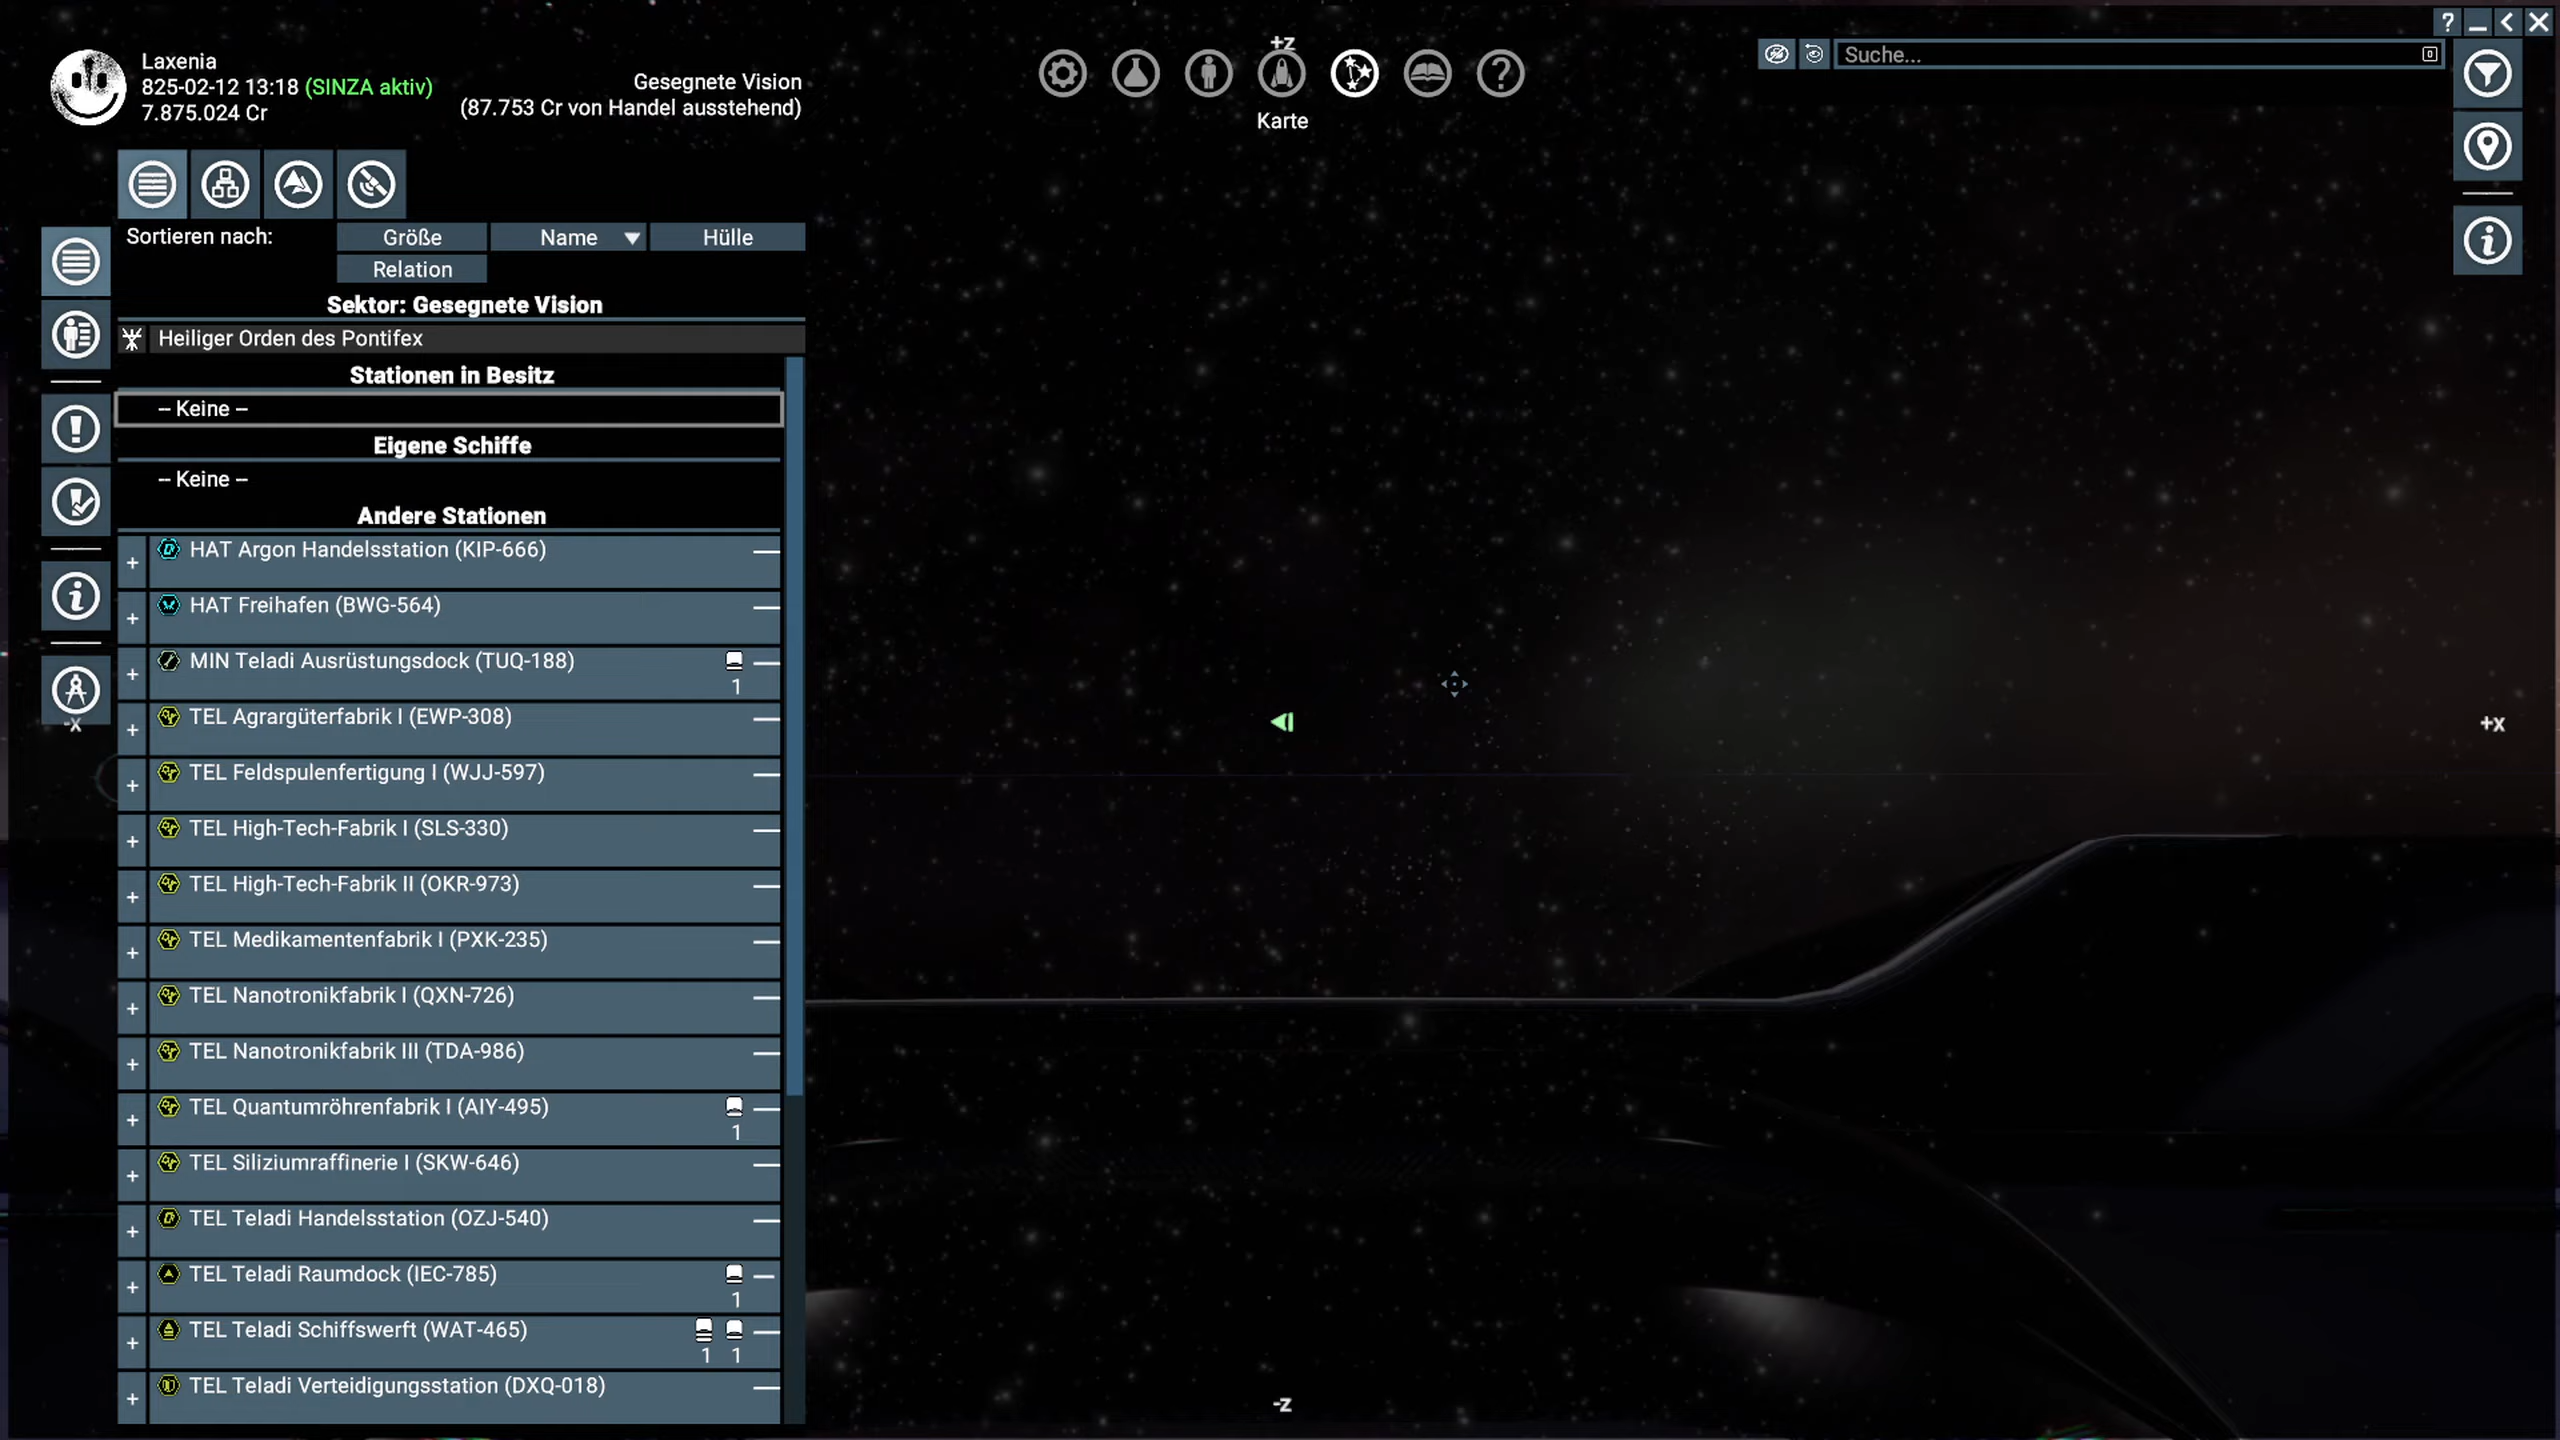 Laxenia
825-02-12 13:18 (SINZA aktiv)
7.875.024 Cr
Gesegnete Vision
(87.753 Cr von Handel ausstehend)
+Z
Karte
Suche...
?
Sortieren nach:
Größe
Name
Hülle
Relation
Sektor: Gesegnete Vision
Heiliger Orden des Pontifex
Stationen in Besitz
-- Keine --
Eigene Schiffe
-- Keine --
Andere Stationen
+ HAT Argon Handelsstation (KIP-666)
+ HAT Freihafen (BWG-564)
+ MIN Teladi Ausrüstungsdock (TUQ-188)
1
+ TEL Agrargüterfabrik I (EWP-308)
+ TEL Feldspulenfertigung I (WJJ-597)
+ TEL High-Tech-Fabrik I (SLS-330)
+ TEL High-Tech-Fabrik II (OKR-973)
+ TEL Medikamentenfabrik I (PXK-235)
+ TEL Nanotronikfabrik I (QXN-726)
+ TEL Nanotronikfabrik III (TDA-986)
+ TEL Quantumröhrenfabrik I (AIY-495)
1
+ TEL Siliziumraffinerie I (SKW-646)
+ TEL Teladi Handelsstation (OZJ-540)
+ TEL Teladi Raumdock (IEC-785)
1
+ TEL Teladi Schiffswerft (WAT-465)
1 1
+ TEL Teladi Verteidigungsstation (DXQ-018)
-X
+X
-Z